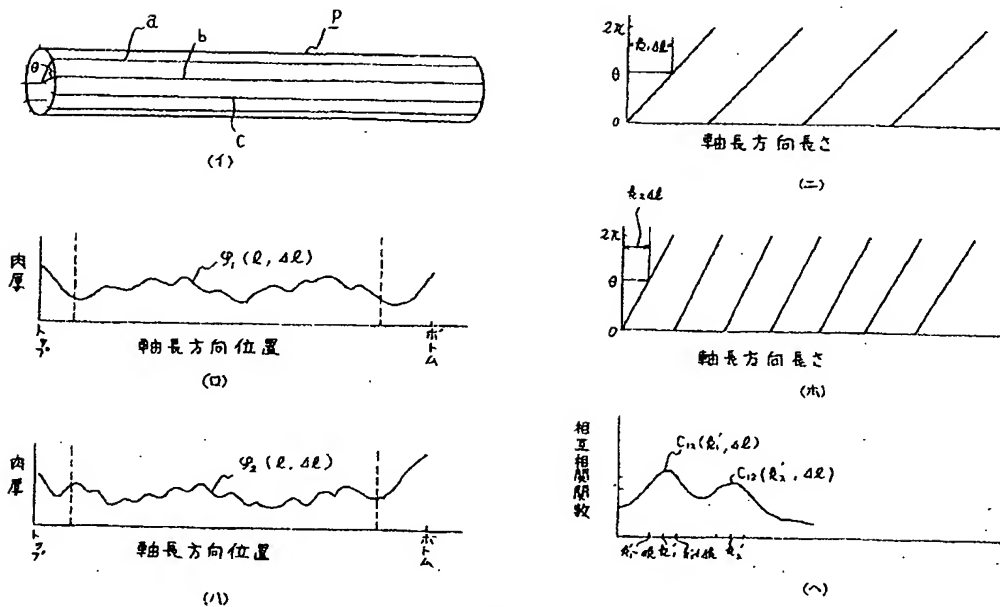 a
b
P
θ
c
(イ)
肉厚
φ₁(ℓ, Δℓ)
トップ
軸長方向位置
ボトム
(ロ)
肉厚
φ₂(ℓ, Δℓ)
トップ
軸長方向位置
ボトム
(ハ)
2π
k₁Δℓ
θ
0
軸長方向長さ
(ニ)
k₂Δℓ
2π
θ
0
軸長方向長さ
(ホ)
相互相関関数
C₁₂(k₁', Δℓ)
C₁₂(k₂', Δℓ)
k₁'
k₂'
(ヘ)